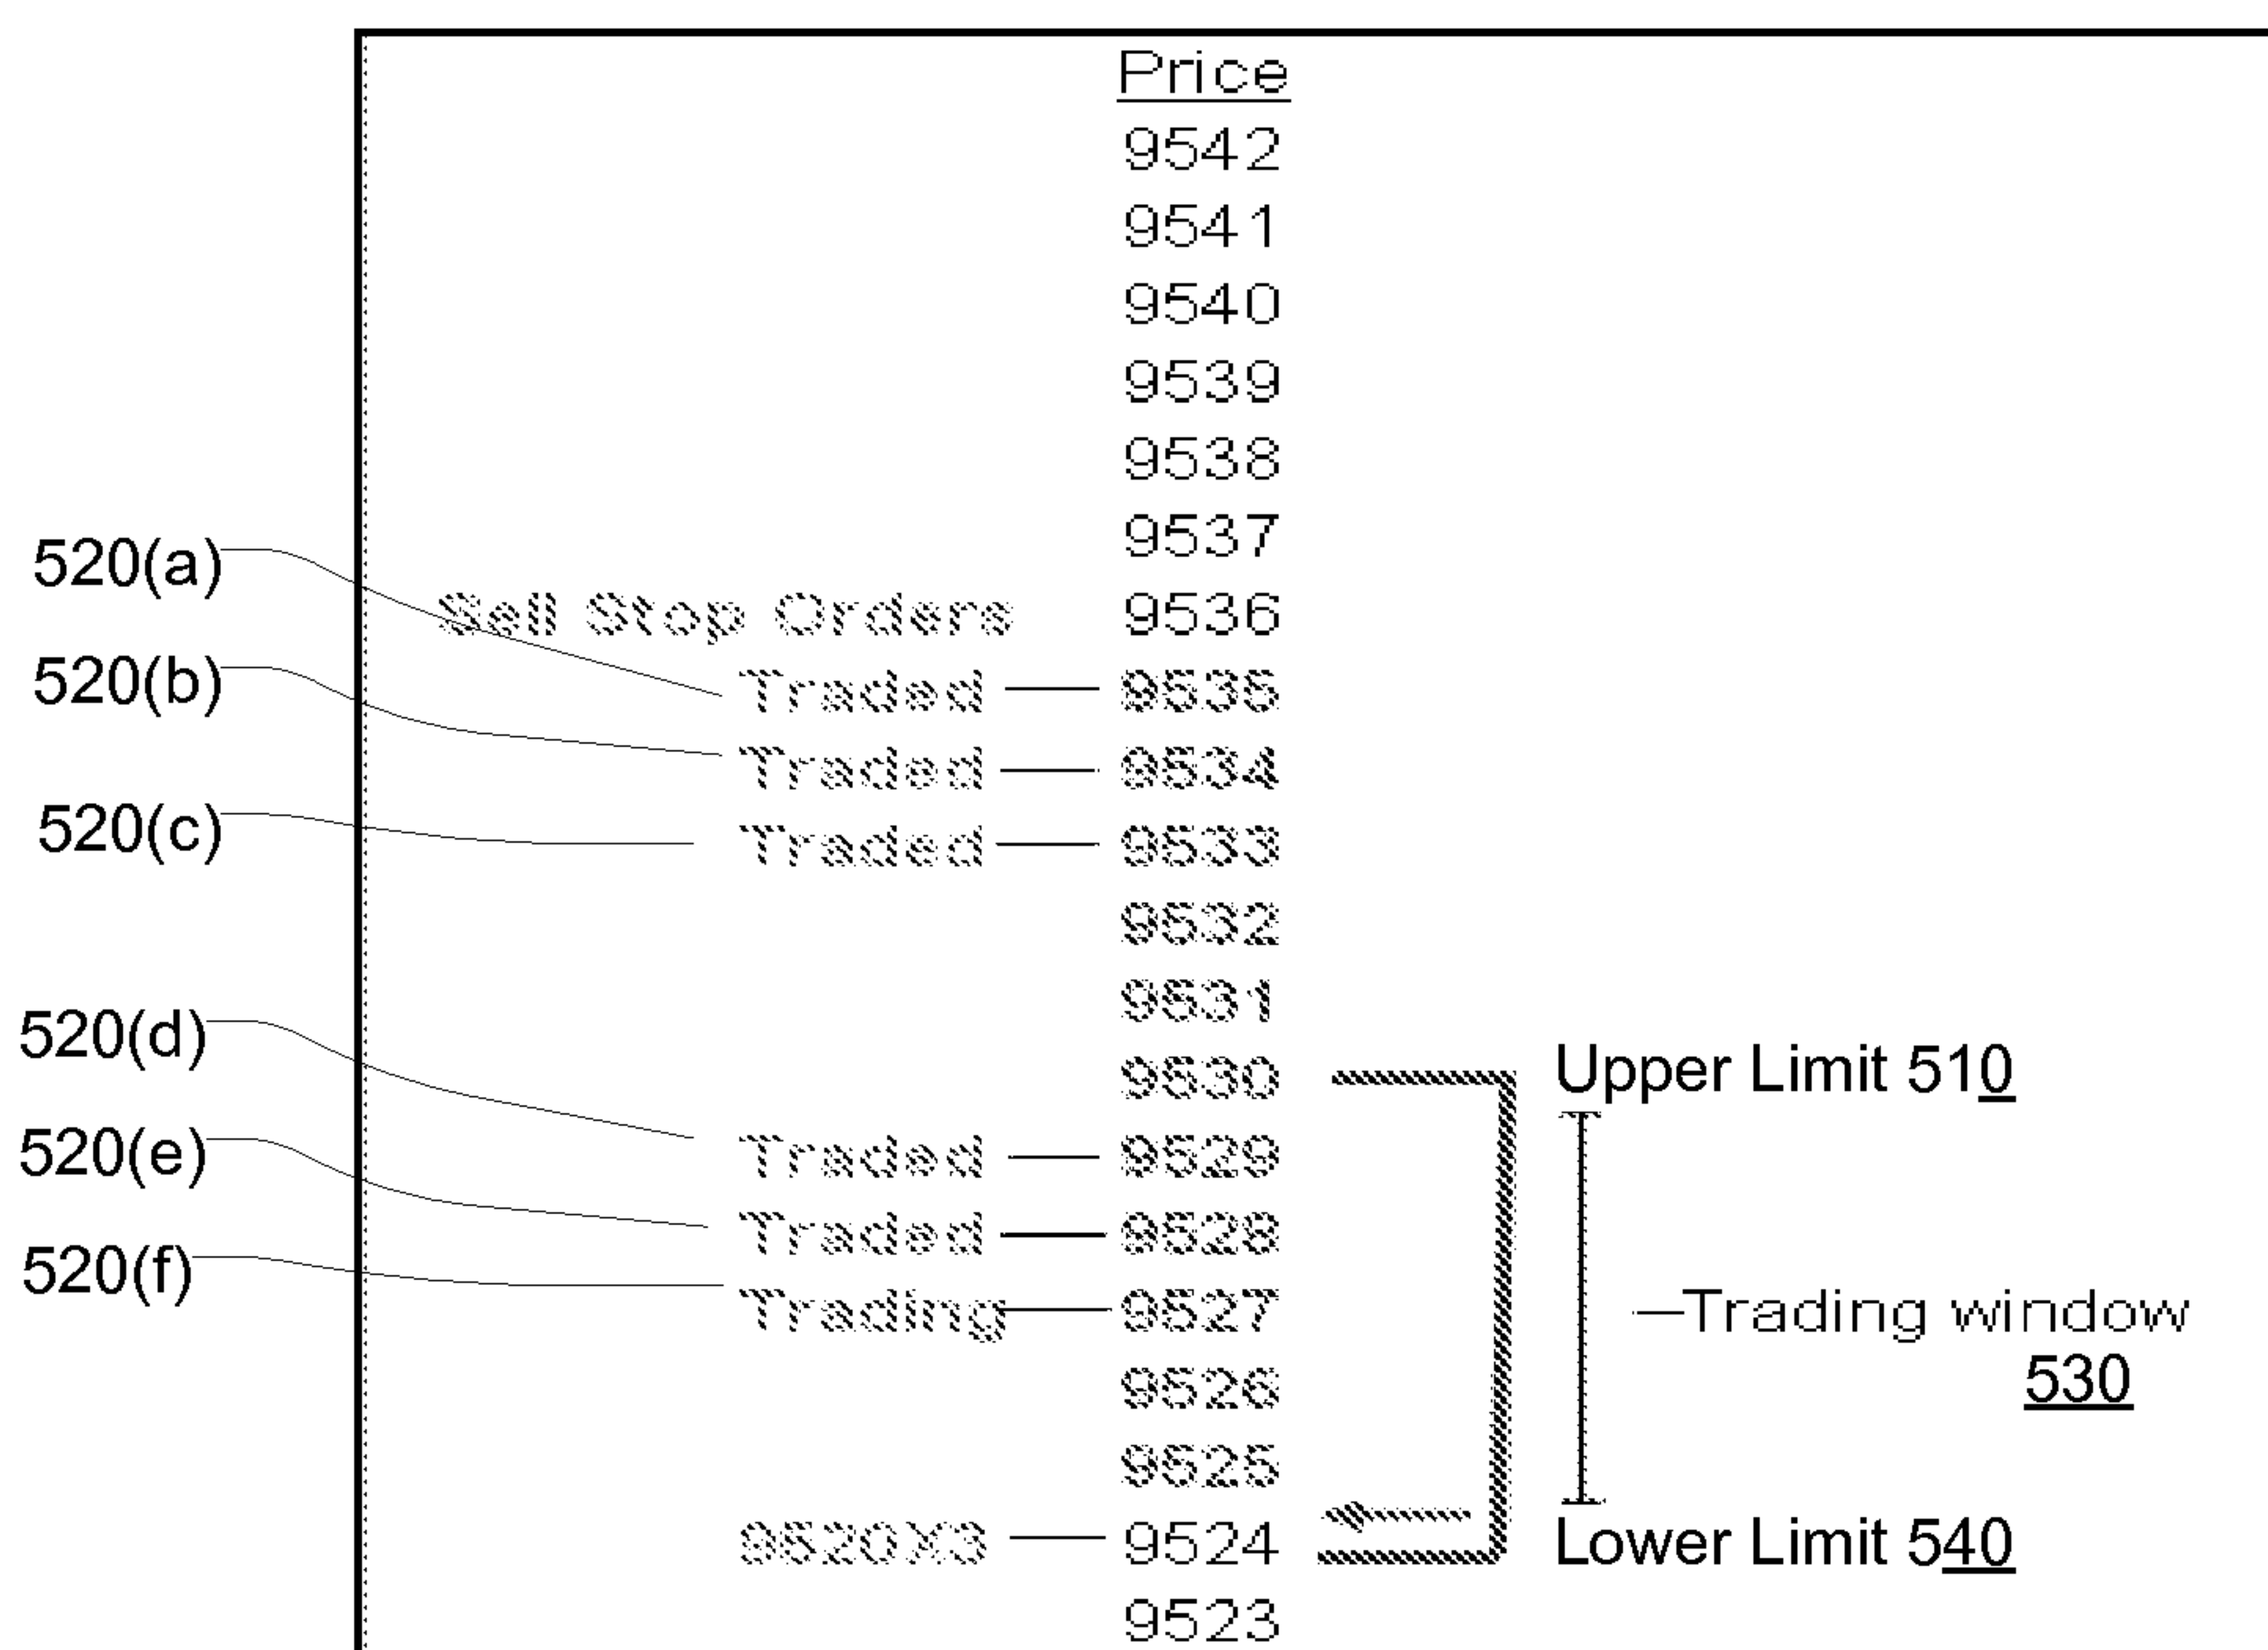 Price
9542
9541
9540
9539
9538
9537
520(a)
Sell Stop Orders 9536
520(b) Traded — 9535
Traded — 9534
520(c) Traded — 9533
9532
9531
520(d)
9530 Upper Limit 510
520(e) Traded — 9529
Traded — 9528
520(f) Trading — 9527 —Trading window
9526 530
9525
9520X3 — 9524 Lower Limit 540
9523